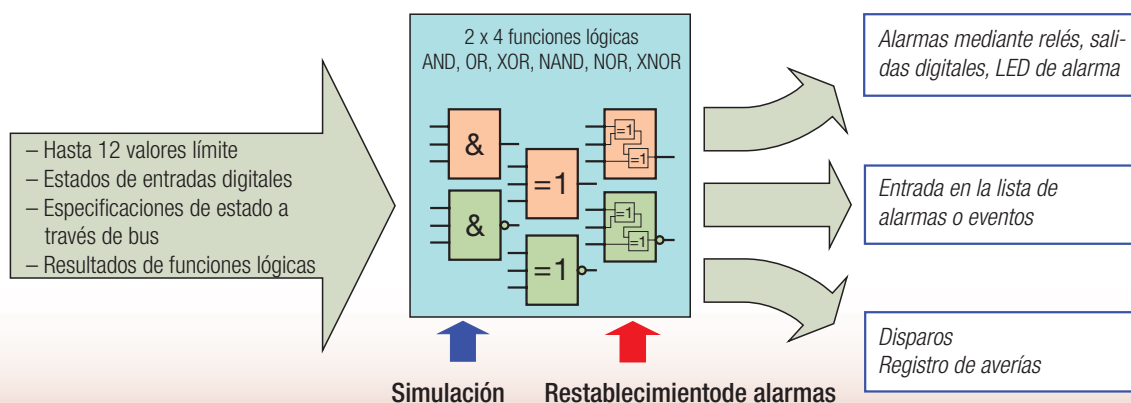 2 x 4 funciones lógicas
AND, OR, XOR, NAND, NOR, XNOR
– Hasta 12 valores límite
– Estados de entradas digitales
– Especificaciones de estado a
través de bus
– Resultados de funciones lógicas
&
=1
=1
=1
&
=1
=1
=1
Alarmas mediante relés, sali-
das digitales, LED de alarma
Entrada en la lista de
alarmas o eventos
Disparos
Registro de averías
Simulación
Restablecimientode alarmas